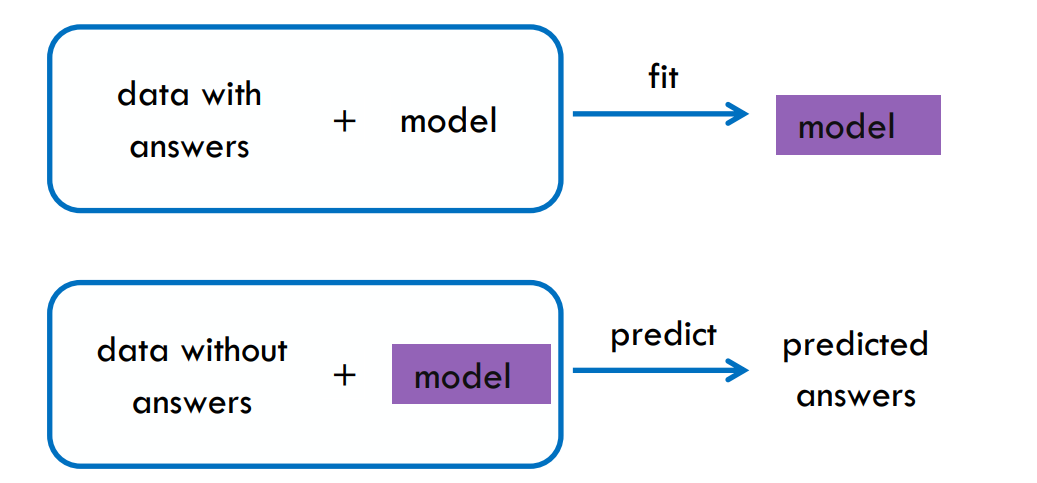 data with
answers
+
model
fit
model
data without
answers
+
model
predict
predicted
answers